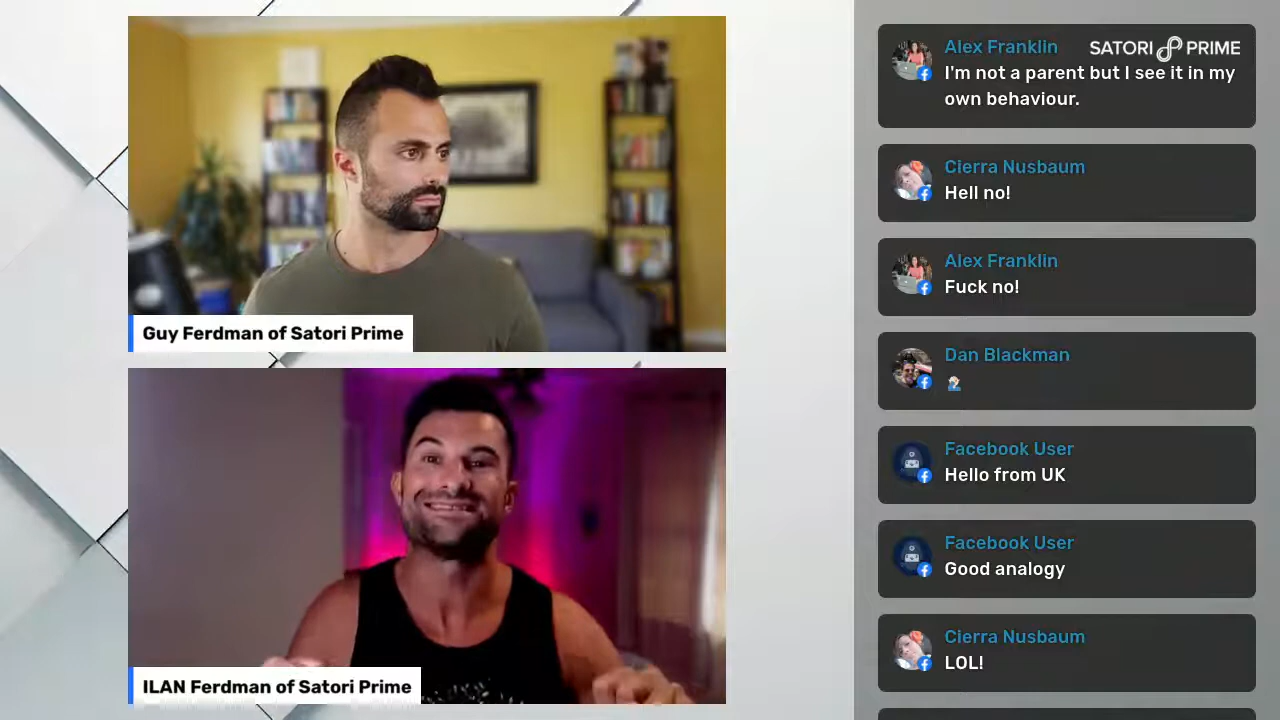 Guy Ferdman of Satori Prime
ILAN Ferdman of Satori Prime
SATORI PRIME
Alex Franklin
I'm not a parent but I see it in my
own behaviour.
Cierra Nusbaum
Hell no!
Alex Franklin
Fuck no!
Dan Blackman
🤦🏻‍♂️
Facebook User
Hello from UK
Facebook User
Good analogy
Cierra Nusbaum
LOL!